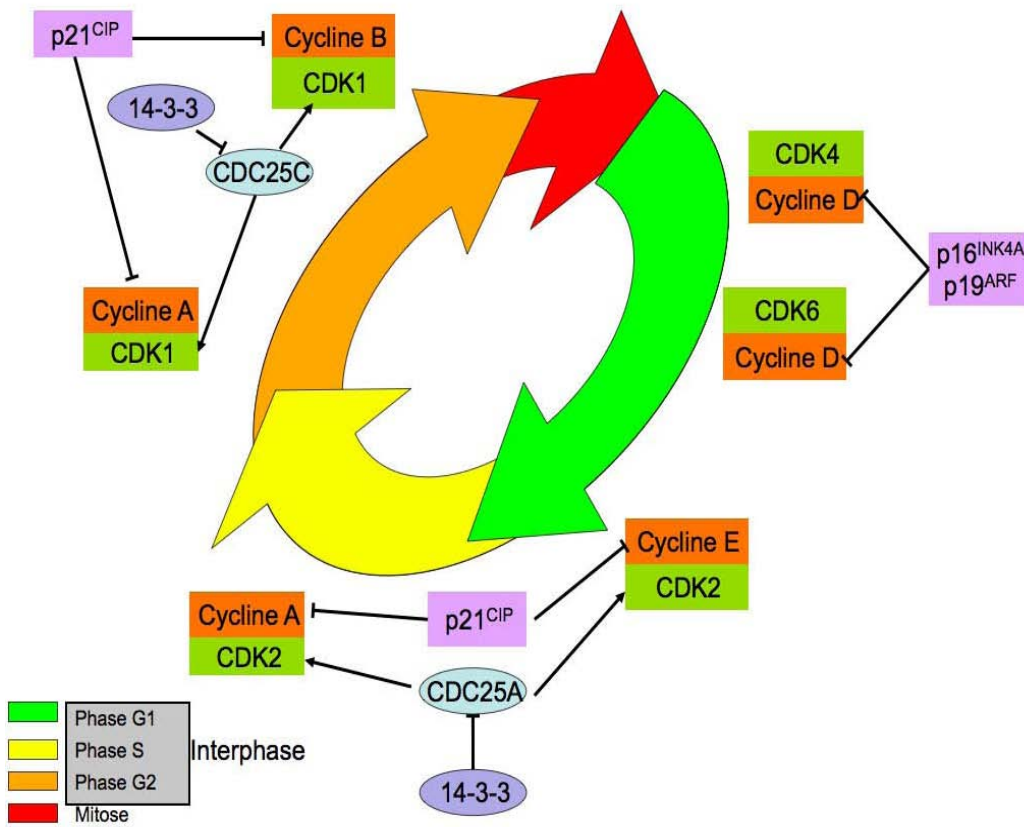 p21CIP
Cycline B
CDK1
14-3-3
CDC25C
CDK4
Cycline D
p16INK4A
p19ARF
Cycline A
CDK1
CDK6
Cycline D
Cycline E
CDK2
Cycline A
CDK2
p21CIP
CDC25A
14-3-3
Phase G1
Phase S
Interphase
Phase G2
Mitose